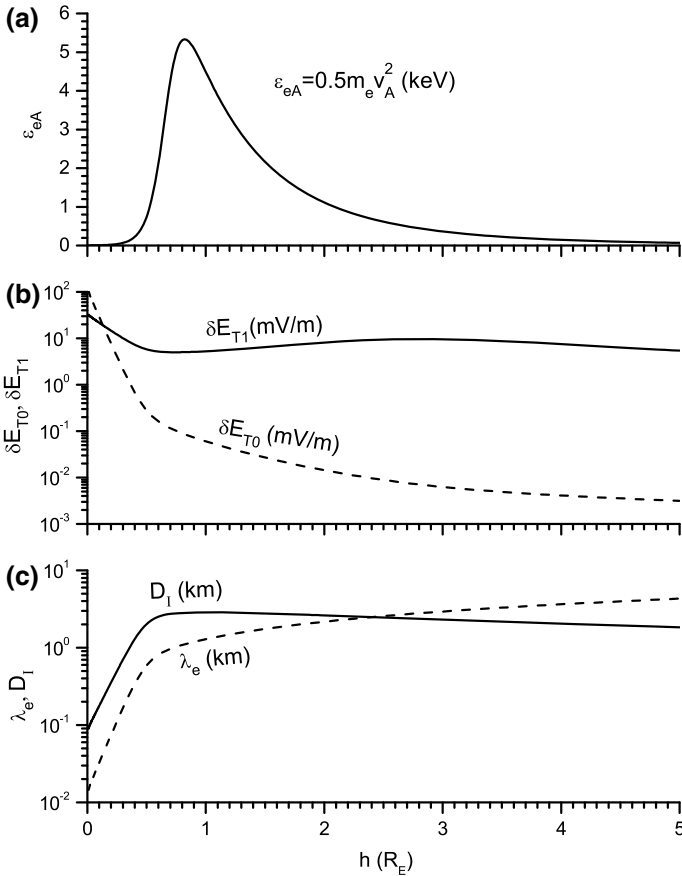 (a)
6
5
4
3
2
1
0
ε_eA
ε_eA=0.5m_e v_A^2 (keV)
(b)
10^2
10^1
10^0
10^-1
10^-2
10^-3
δE_T0, δE_T1
δE_T1(mV/m)
δE_T0 (mV/m)
(c)
10^1
10^0
10^-1
10^-2
λ_e, D_I
D_I (km)
λ_e (km)
0 1 2 3 4 5
h (R_E)